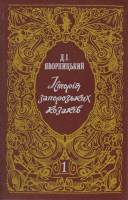 Д.І.
ЯВОРНИЦЬКИЙ
Історія
запорозьких
козаків
1